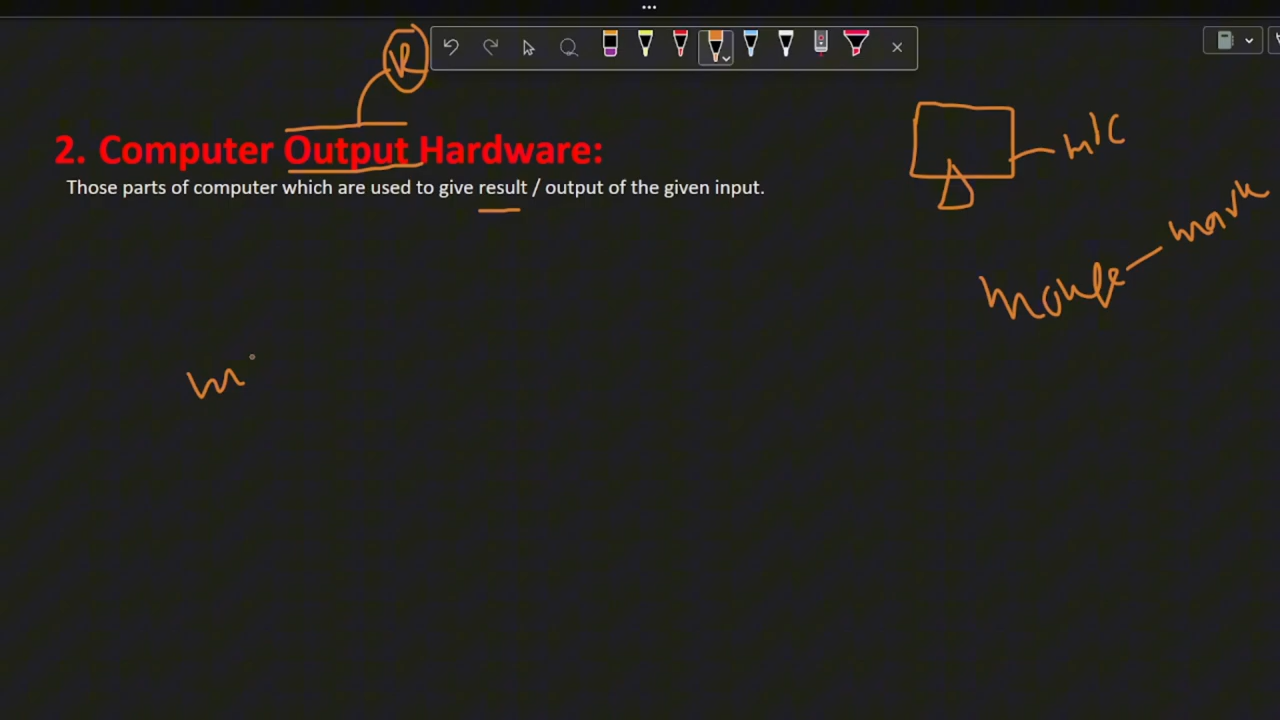 R
2. Computer Output Hardware:
Those parts of computer which are used to give result / output of the given input.
m/c
mark
mouse
m